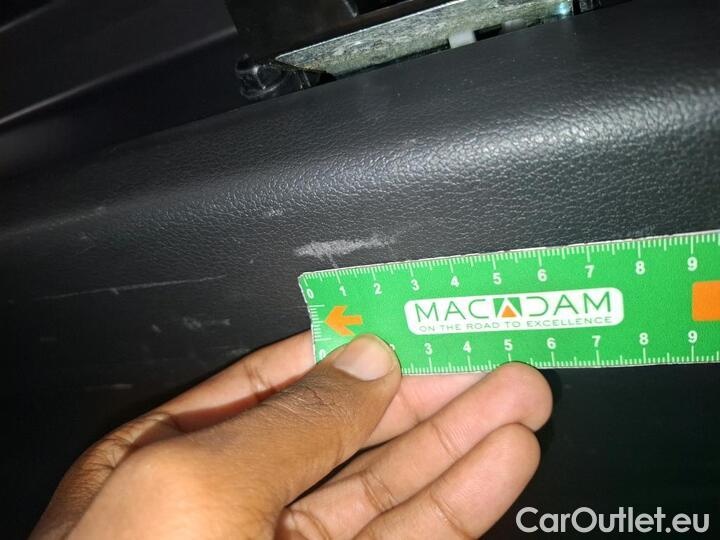 0 1 2 3 4 5 6 7 8 9
MACADAM
ON THE ROAD TO EXCELLENCE
3 4 5 6 7 8 9
CarOutlet.eu